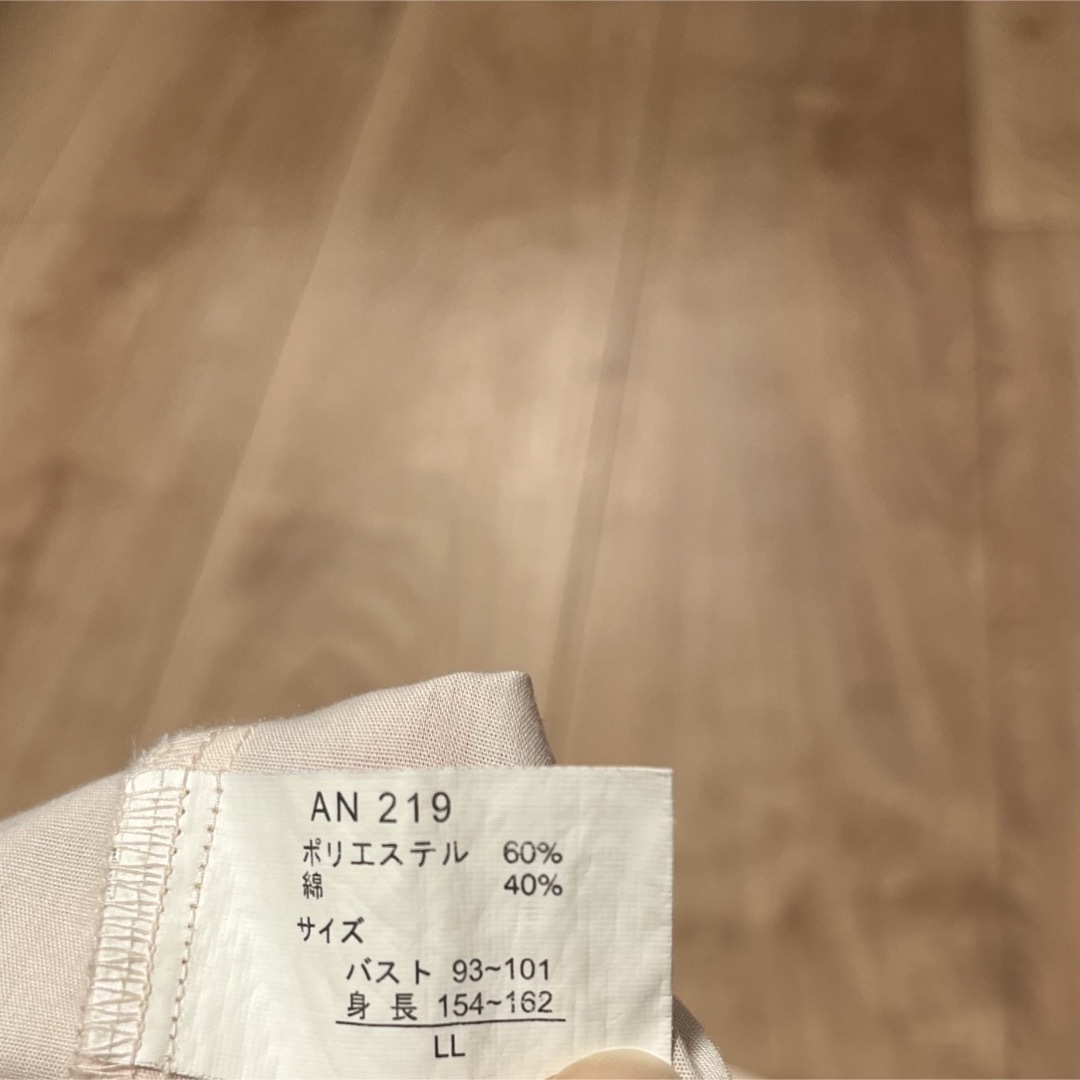 AN 219
ポリエステル 60%
綿 40%
サイズ
バスト 93~101
身長 154~162
LL